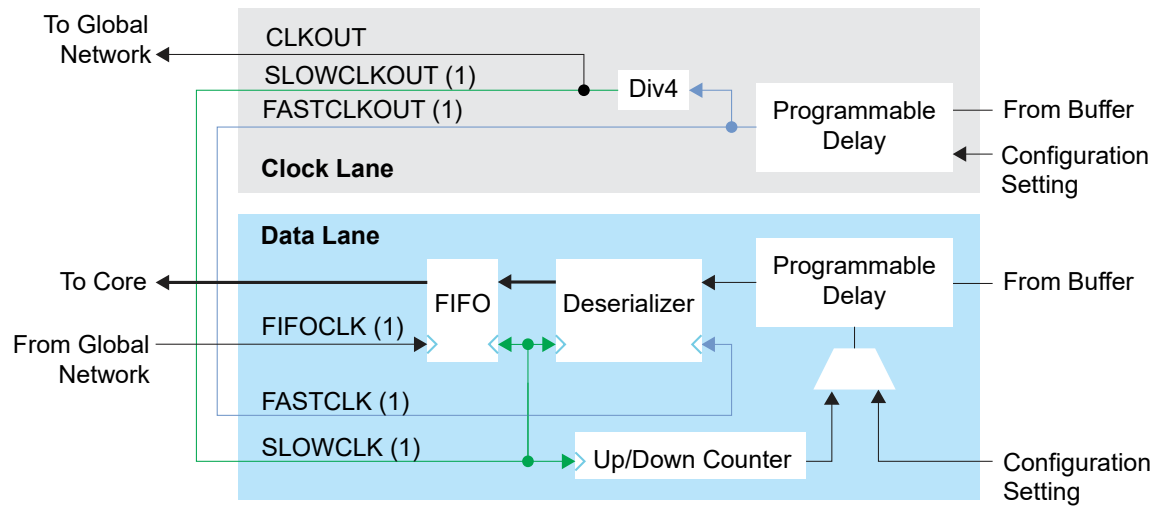 To Global
Network
CLKOUT
SLOWCLKOUT (1)
FASTCLKOUT (1)
Div4
Programmable
Delay
From Buffer
Configuration
Setting
Clock Lane
Data Lane
To Core
FIFO
Deserializer
Programmable
Delay
From Buffer
FIFOCLK (1)
From Global
Network
FASTCLK (1)
SLOWCLK (1)
Up/Down Counter
Configuration
Setting